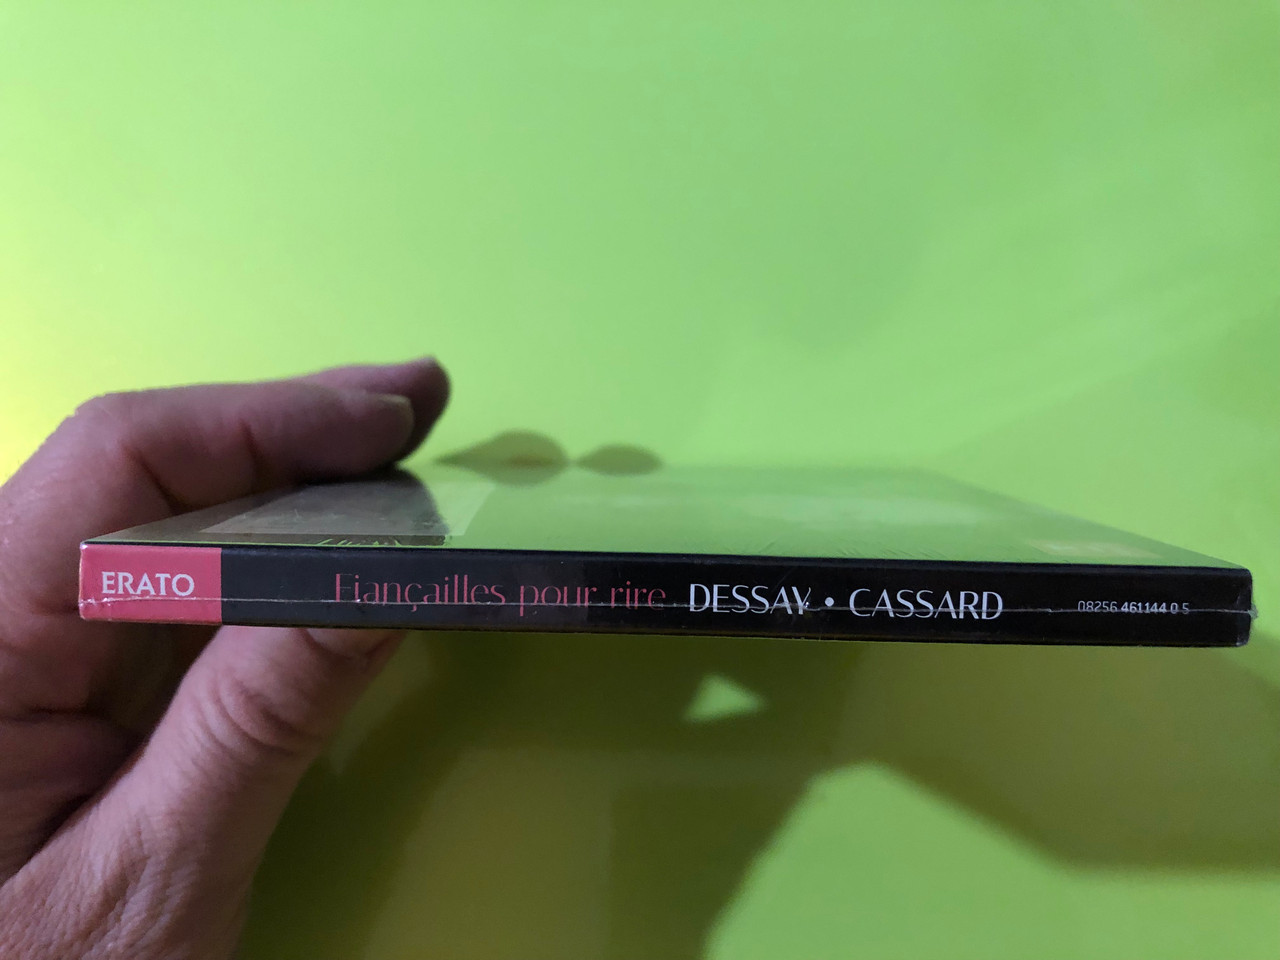 ERATO Fiançailles pour rire DESSAY • CASSARD 08256 461144 0 5